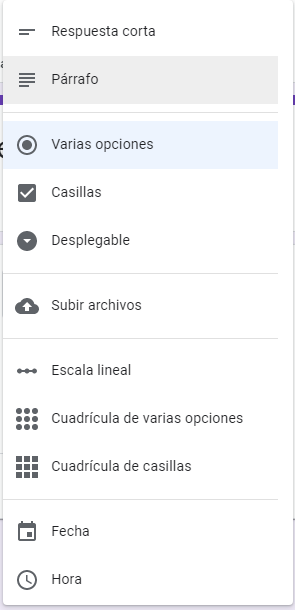 Respuesta corta
Párrafo
Varias opciones
Casillas
Desplegable
Subir archivos
Escala lineal
Cuadrícula de varias opciones
Cuadrícula de casillas
Fecha
Hora